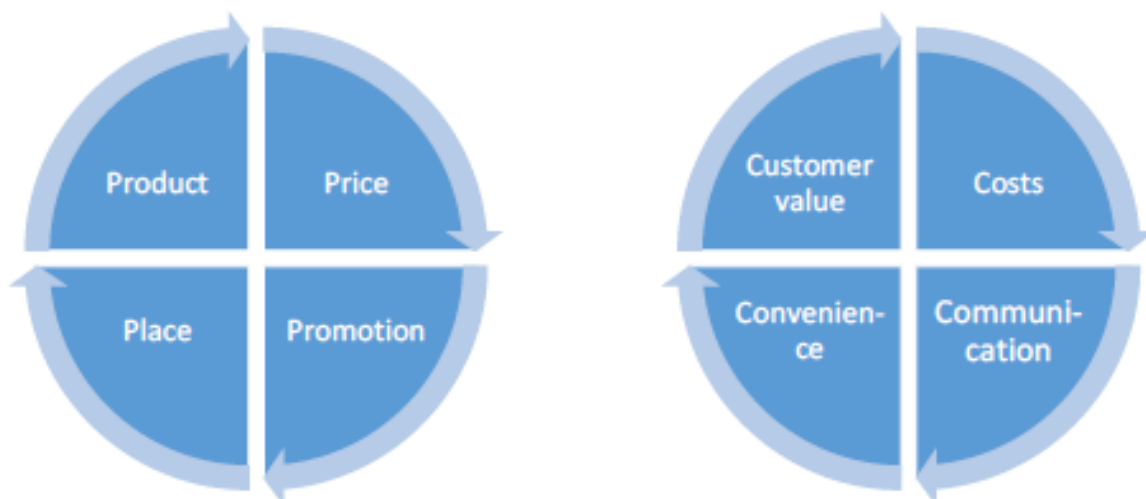 Product
Price
Place
Promotion
Customer
value
Costs
Convenien-
ce
Communi-
cation